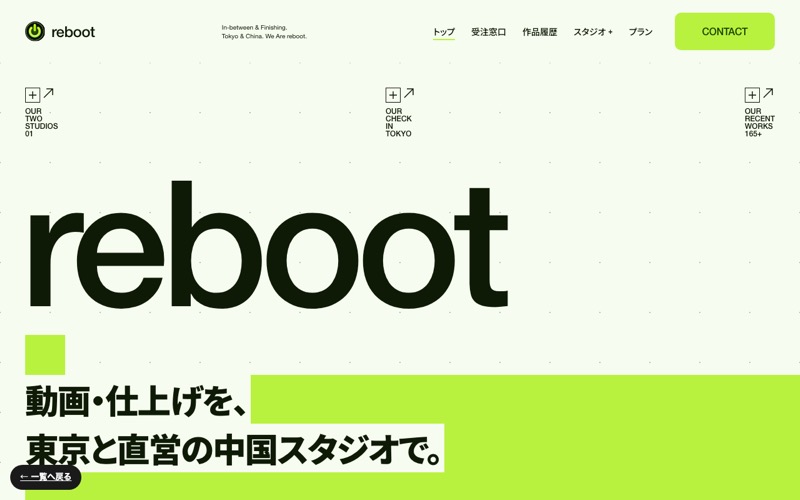 reboot
In-between & Finishing.
Tokyo & China. We Are reboot.
トップ
受注窓口
作品履歴
スタジオ +
プラン
CONTACT
OUR
TWO
STUDIOS
01
OUR
CHECK
IN
TOKYO
OUR
RECENT
WORKS
165+
reboot
動画・仕上げを、
東京と直営の中国スタジオで。
← 一覧へ戻る